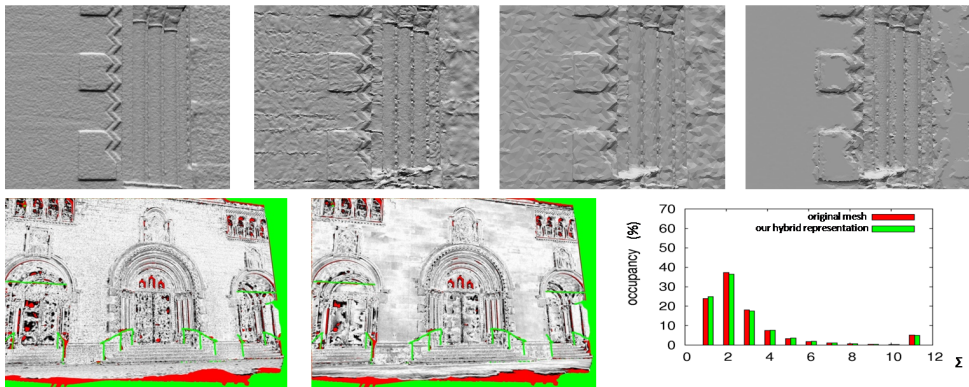 70
60
50
40
30
20
10
0
occupancy (%)
original mesh
our hybrid representation
0 2 4 6 8 10 12
Σ